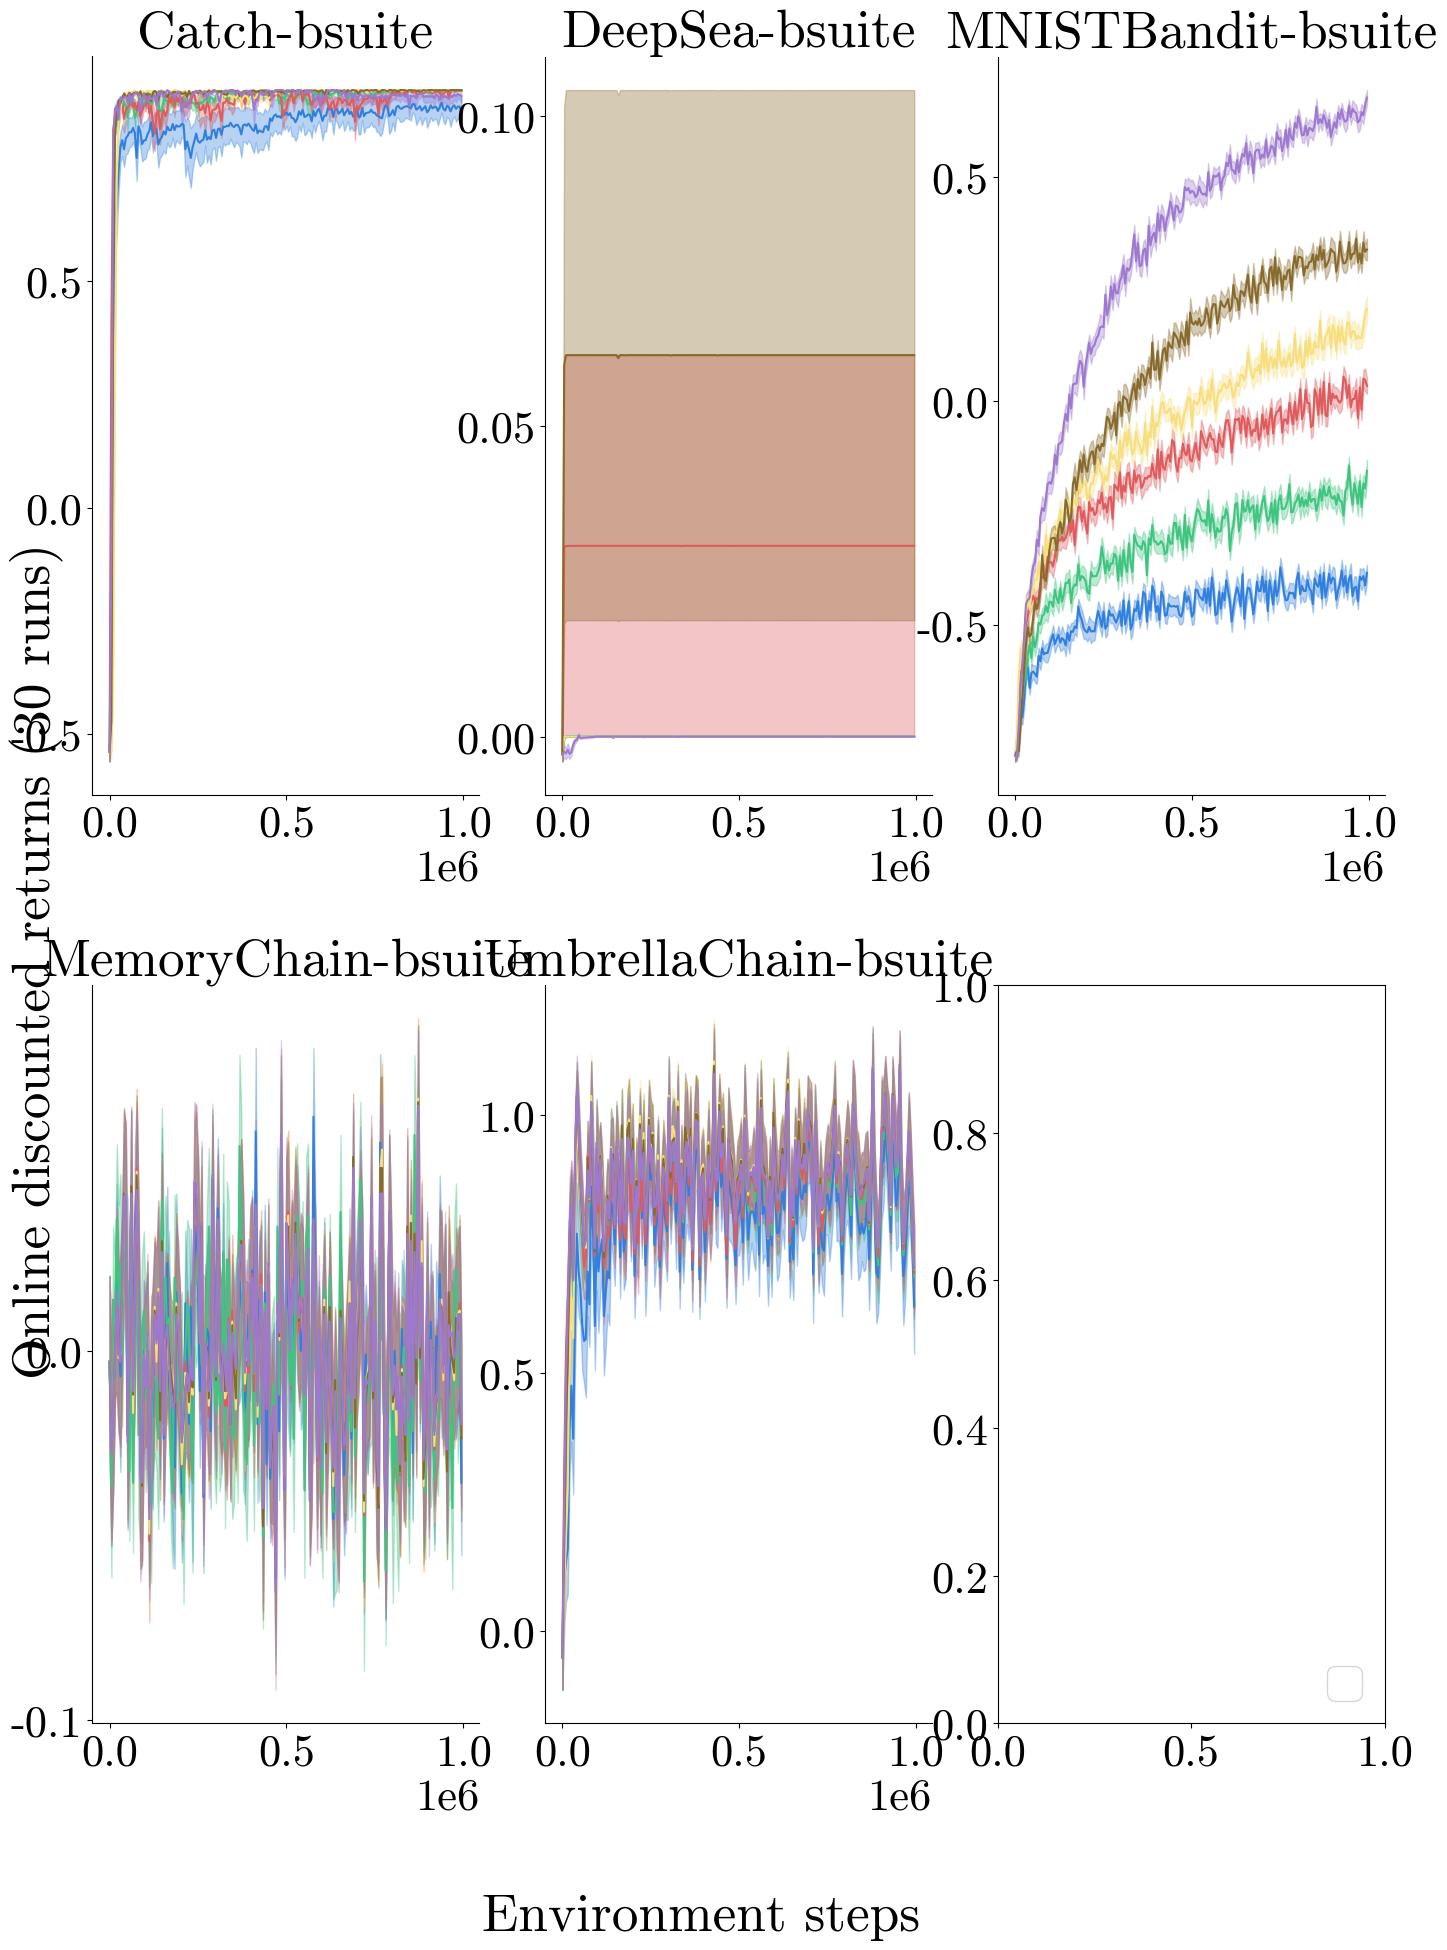 Catch-bsuite
DeepSea-bsuite
MNISTBandit-bsuite
0.5
0.0
-0.5
0.0 0.5 1.0
1e6
0.10
0.05
0.00
0.0 0.5 1.0
1e6
0.5
0.0
-0.5
0.0 0.5 1.0
1e6
Online discounted returns (30 runs)
MemoryChain-bsuite
UmbrellaChain-bsuite
0.0
-0.1
0.0 0.5 1.0
1e6
1.0
0.5
0.0
0.0 0.5 1.0
1e6
1.0
0.8
0.6
0.4
0.2
0.0
0.0 0.5 1.0
Environment steps